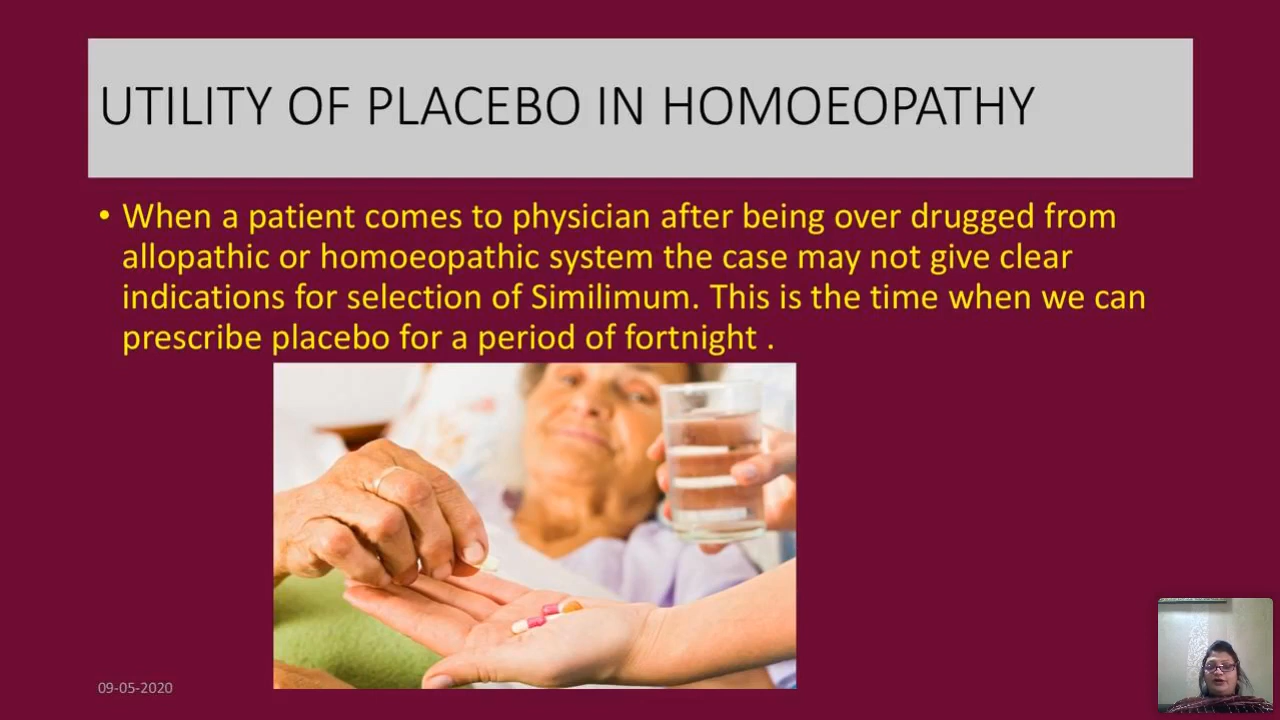 UTILITY OF PLACEBO IN HOMOEOPATHY
• When a patient comes to physician after being over drugged from
allopathic or homoeopathic system the case may not give clear
indications for selection of Similimum. This is the time when we can
prescribe placebo for a period of fortnight .
09-05-2020